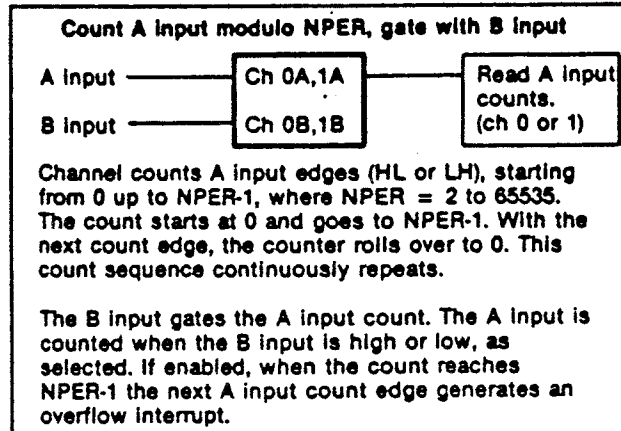 Count A input modulo NPER, gate with B input
A input
Ch 0A,1A
Read A input
counts.
(ch 0 or 1)
B input
Ch 0B,1B
Channel counts A input edges (HL or LH), starting
from 0 up to NPER-1, where NPER = 2 to 65535.
The count starts at 0 and goes to NPER-1. With the
next count edge, the counter rolls over to 0. This
count sequence continuously repeats.
The B input gates the A input count. The A input is
counted when the B input is high or low, as
selected. If enabled, when the count reaches
NPER-1 the next A input count edge generates an
overflow interrupt.